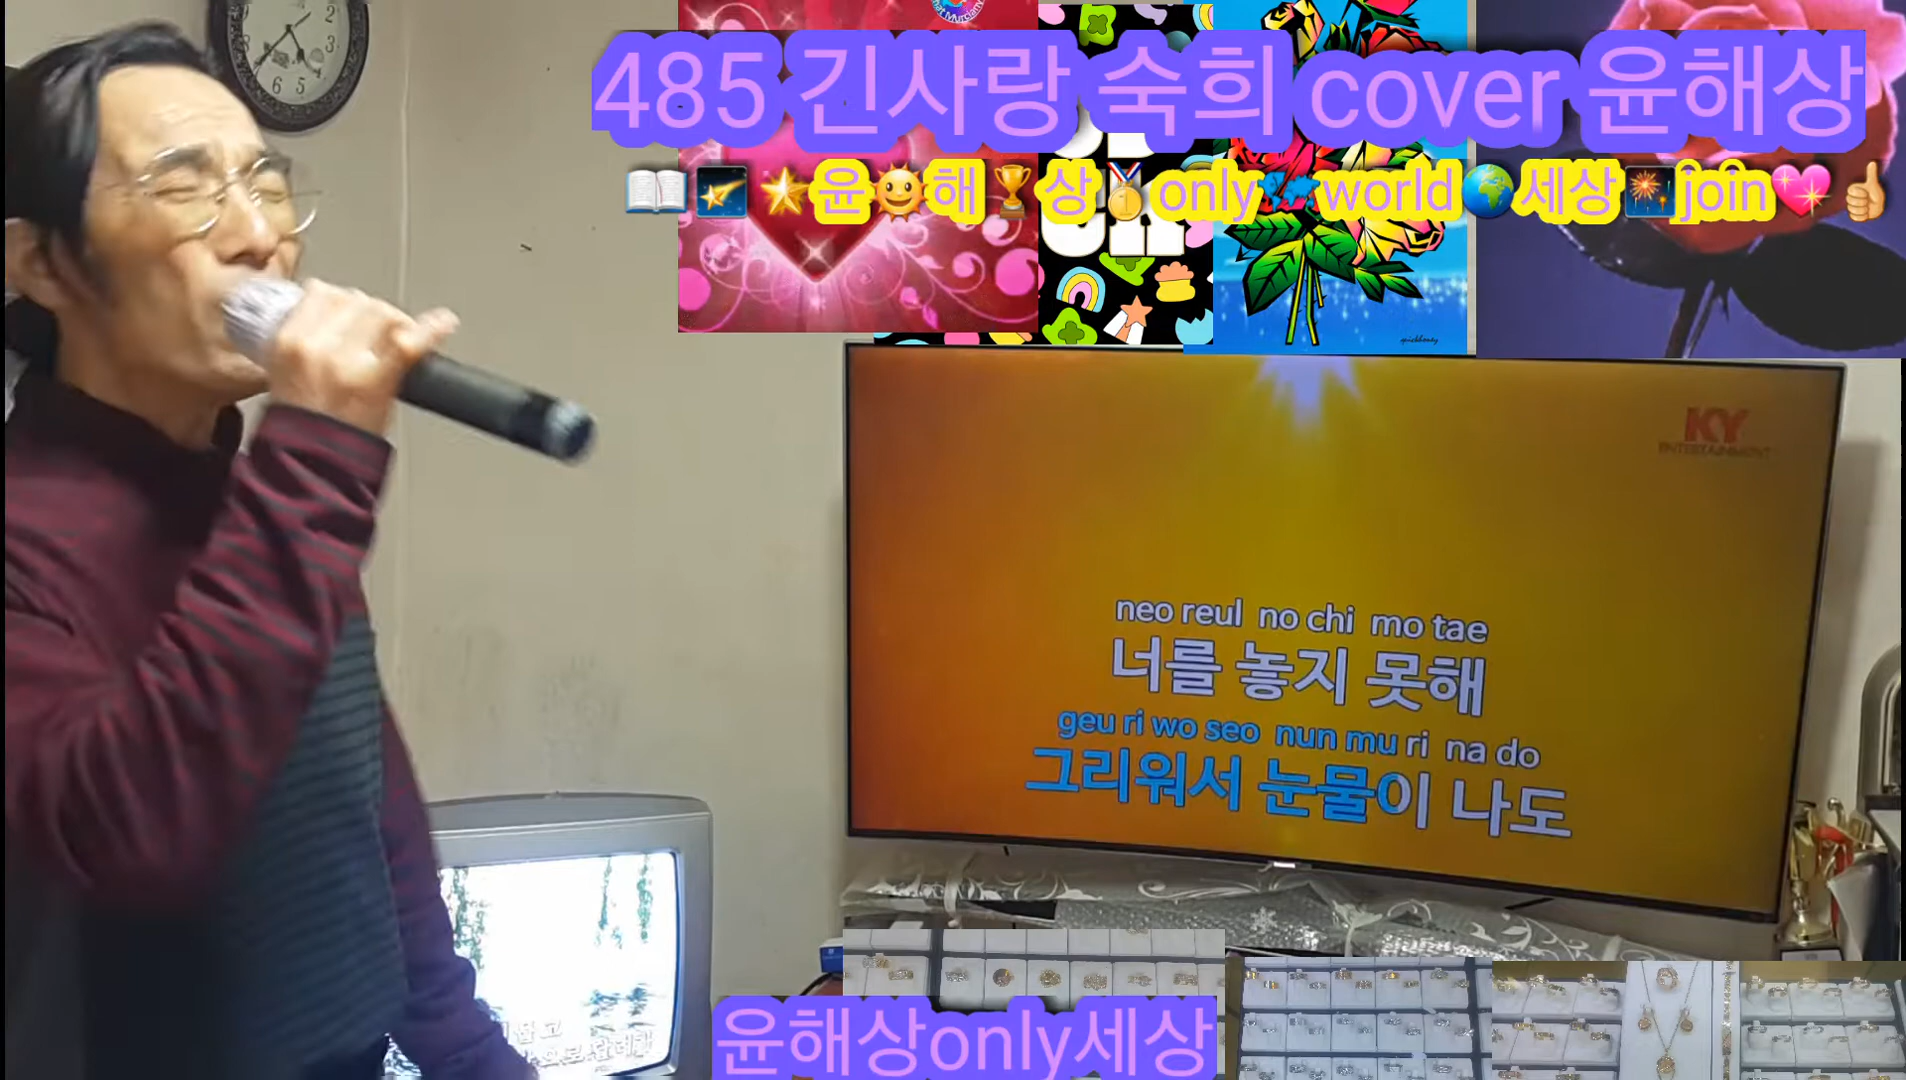 485 긴사랑 숙희 cover 윤해상
윤해상only world세상join
KY
ENTERTAINMENT
neo reul no chi mo tae
너를 놓지 못해
geu ri wo seo nun mu ri na do
그리워서 눈물이 나도
윤해상only세상